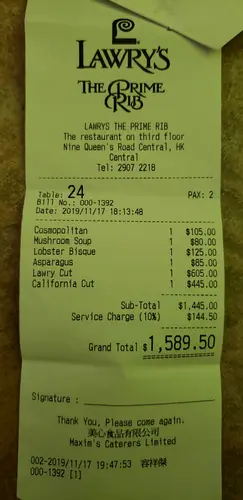 LAWRY'S
THE PRIME
RIB
LAWRYS THE PRIME RIB
The restaurant on third floor
Nine Queen's Road Central, HK
Central
Tel: 2907 2218
Table: 24 PAX: 2
Bill No.: 000-1392
Date: 2019/11/17 18:13:48
Cosmopolitan 1 $105.00
Mushroom Soup 1 $80.00
Lobster Bisque 1 $125.00
Asparagus 1 $85.00
Lawry Cut 1 $605.00
California Cut 1 $445.00
Sub-Total $1,445.00
Service Charge (10%) $144.50
Grand Total $1,589.50
Signature :
Thank You, Please come again.
美心食品有限公司
Maxim's Caterers Limited
002-2019/11/17 19:47:53 容祥傑
000-1392 [1]